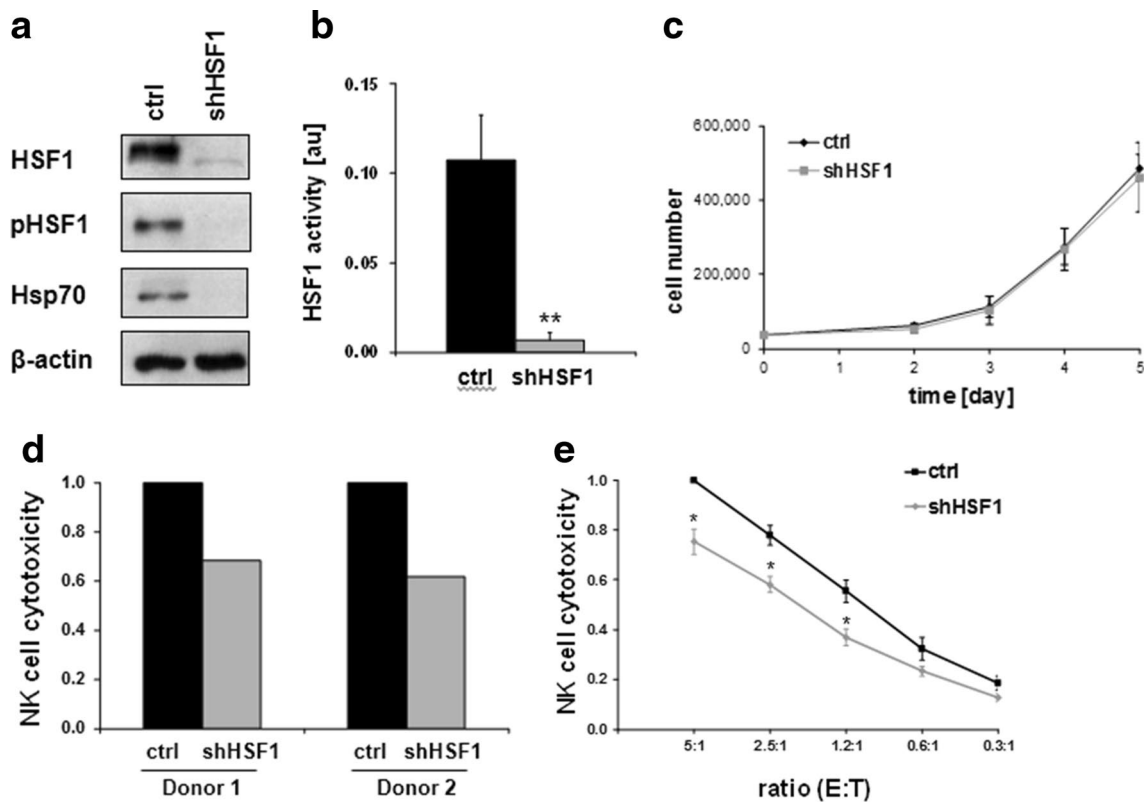 a
ctrl
shHSF1
HSF1
pHSF1
Hsp70
β-actin
b
HSF1 activity [au]
0.15
0.10
0.05
0.00
**
ctrl
shHSF1
c
cell number
600,000
400,000
200,000
0
ctrl
shHSF1
0 1 2 3 4 5
time [day]
d
NK cell cytotoxicity
1.0
0.8
0.6
0.4
0.2
0.0
ctrl shHSF1 ctrl shHSF1
Donor 1 Donor 2
e
NK cell cytotoxicity
1.0
0.8
0.6
0.4
0.2
0.0
ctrl
shHSF1
*
*
*
5:1 2.5:1 1.2:1 0.6:1 0.3:1
ratio (E:T)